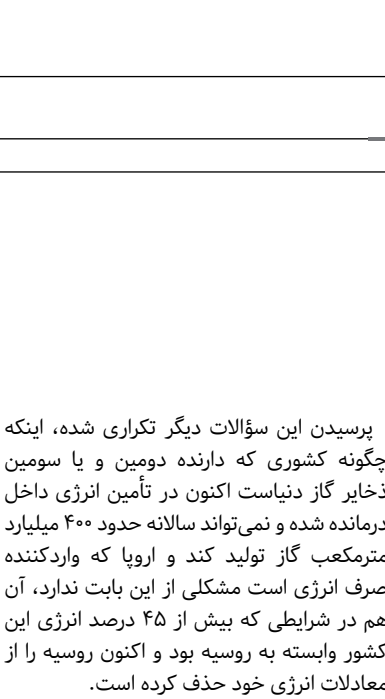 پرسیدن این سؤالات دیگر تکراری شده، اینکه
چگونه کشوری که دارنده دومین و یا سومین
ذخایر گاز دنیاست اکنون در تأمین انرژی داخل
درمانده شده و نمی‌تواند سالانه حدود ۴۰۰ میلیارد
مترمکعب گاز تولید کند و اروپا که واردکننده
صرف انرژی است مشکلی از این بابت ندارد، آن
هم در شرایطی که بیش از ۴۵ درصد انرژی این
کشور وابسته به روسیه بود و اکنون روسیه را از
معادلات انرژی خود حذف کرده است.